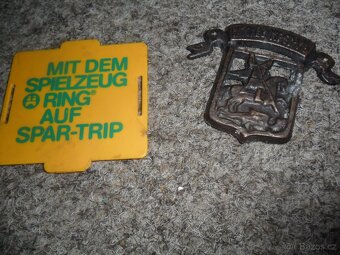 MIT DEM
SPIELZEUG
RING
AUF
SPAR-TRIP